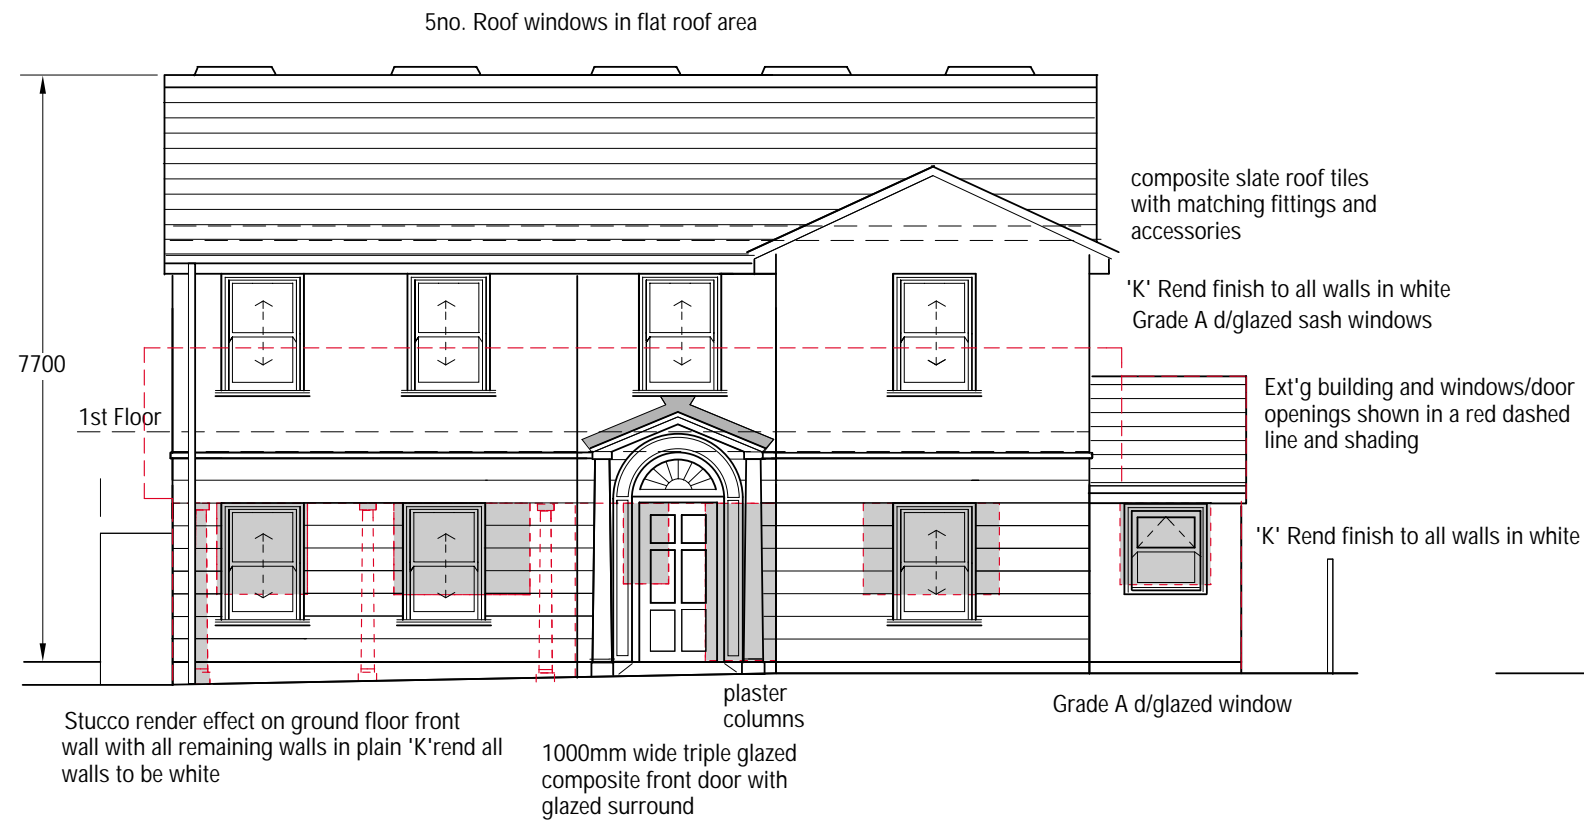 5no. Roof windows in flat roof area
composite slate roof tiles
with matching fittings and
accessories
'K' Rend finish to all walls in white
Grade A d/glazed sash windows
7700
1st Floor
Ext'g building and windows/door
openings shown in a red dashed
line and shading
'K' Rend finish to all walls in white
plaster
columns
Grade A d/glazed window
Stucco render effect on ground floor front
wall with all remaining walls in plain 'K'rend all
walls to be white
1000mm wide triple glazed
composite front door with
glazed surround